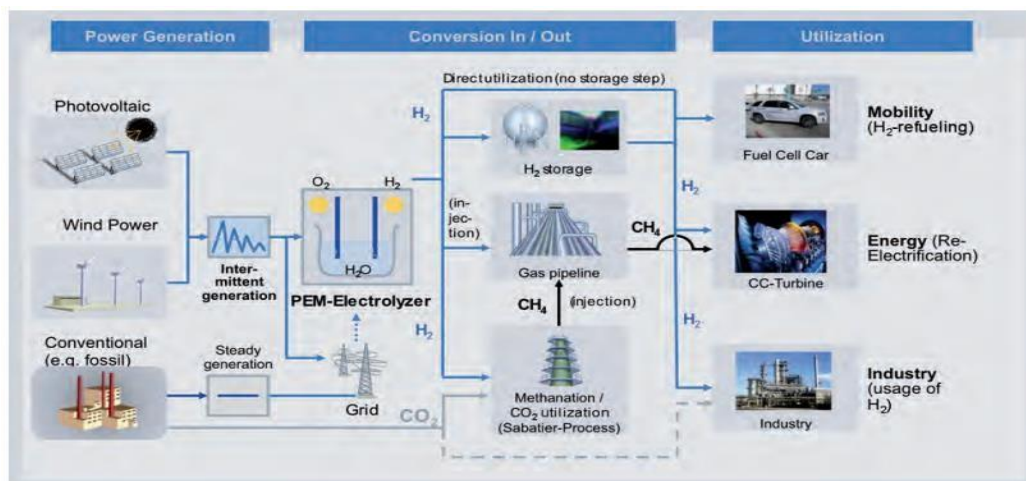 Power Generation
Conversion In / Out
Utilization
Photovoltaic
Wind Power
Conventional
(e.g. fossil)
Inter-
mittent
generation
Steady
generation
O2
H2
H2O
PEM-Electrolyzer
Grid
CO2
Direct utilization (no storage step)
H2
H2 storage
(in-
jec-
tion)
Gas pipeline
CH4
CH4
(injection)
H2
Methanation /
CO2 utilization
(Sabatier-Process)
H2
H2
Fuel Cell Car
Mobility
(H2-refueling)
CC-Turbine
Energy (Re-
Electrification)
Industry
Industry
(usage of
H2)